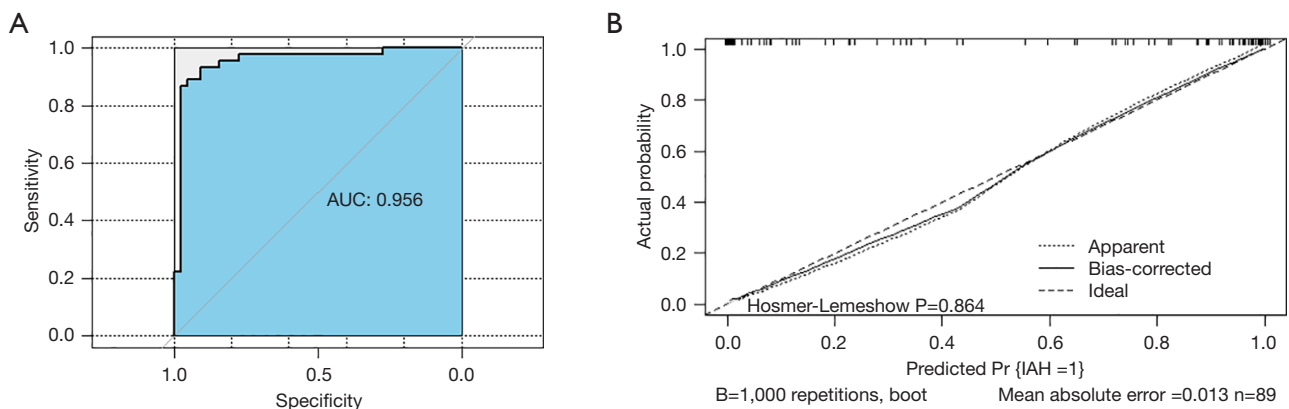 A
1.0
0.8
0.6
0.4
0.2
0.0
Sensitivity
AUC: 0.956
1.0 0.5 0.0
Specificity
B
1.0
0.8
0.6
0.4
0.2
0.0
Actual probability
Apparent
Bias-corrected
Ideal
Hosmer-Lemeshow P=0.864
0.0 0.2 0.4 0.6 0.8 1.0
Predicted Pr {IAH =1}
B=1,000 repetitions, boot Mean absolute error =0.013 n=89